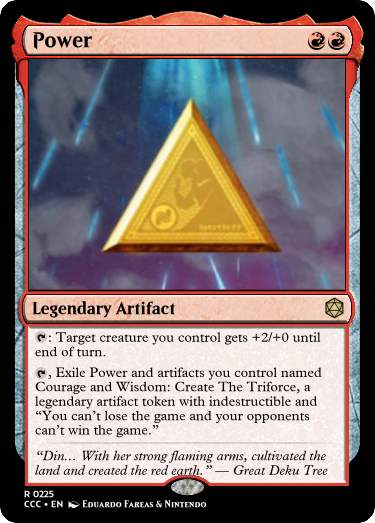 Power
Legendary Artifact
: Target creature you control gets +2/+0 until
end of turn.
, Exile Power and artifacts you control named
Courage and Wisdom: Create The Triforce, a
legendary artifact token with indestructible and
“You can’t lose the game and your opponents
can’t win the game.”
“Din… With her strong flaming arms, cultivated the
land and created the red earth.” — Great Deku Tree
R 0225
CCC • EN Eduardo Fareas & Nintendo